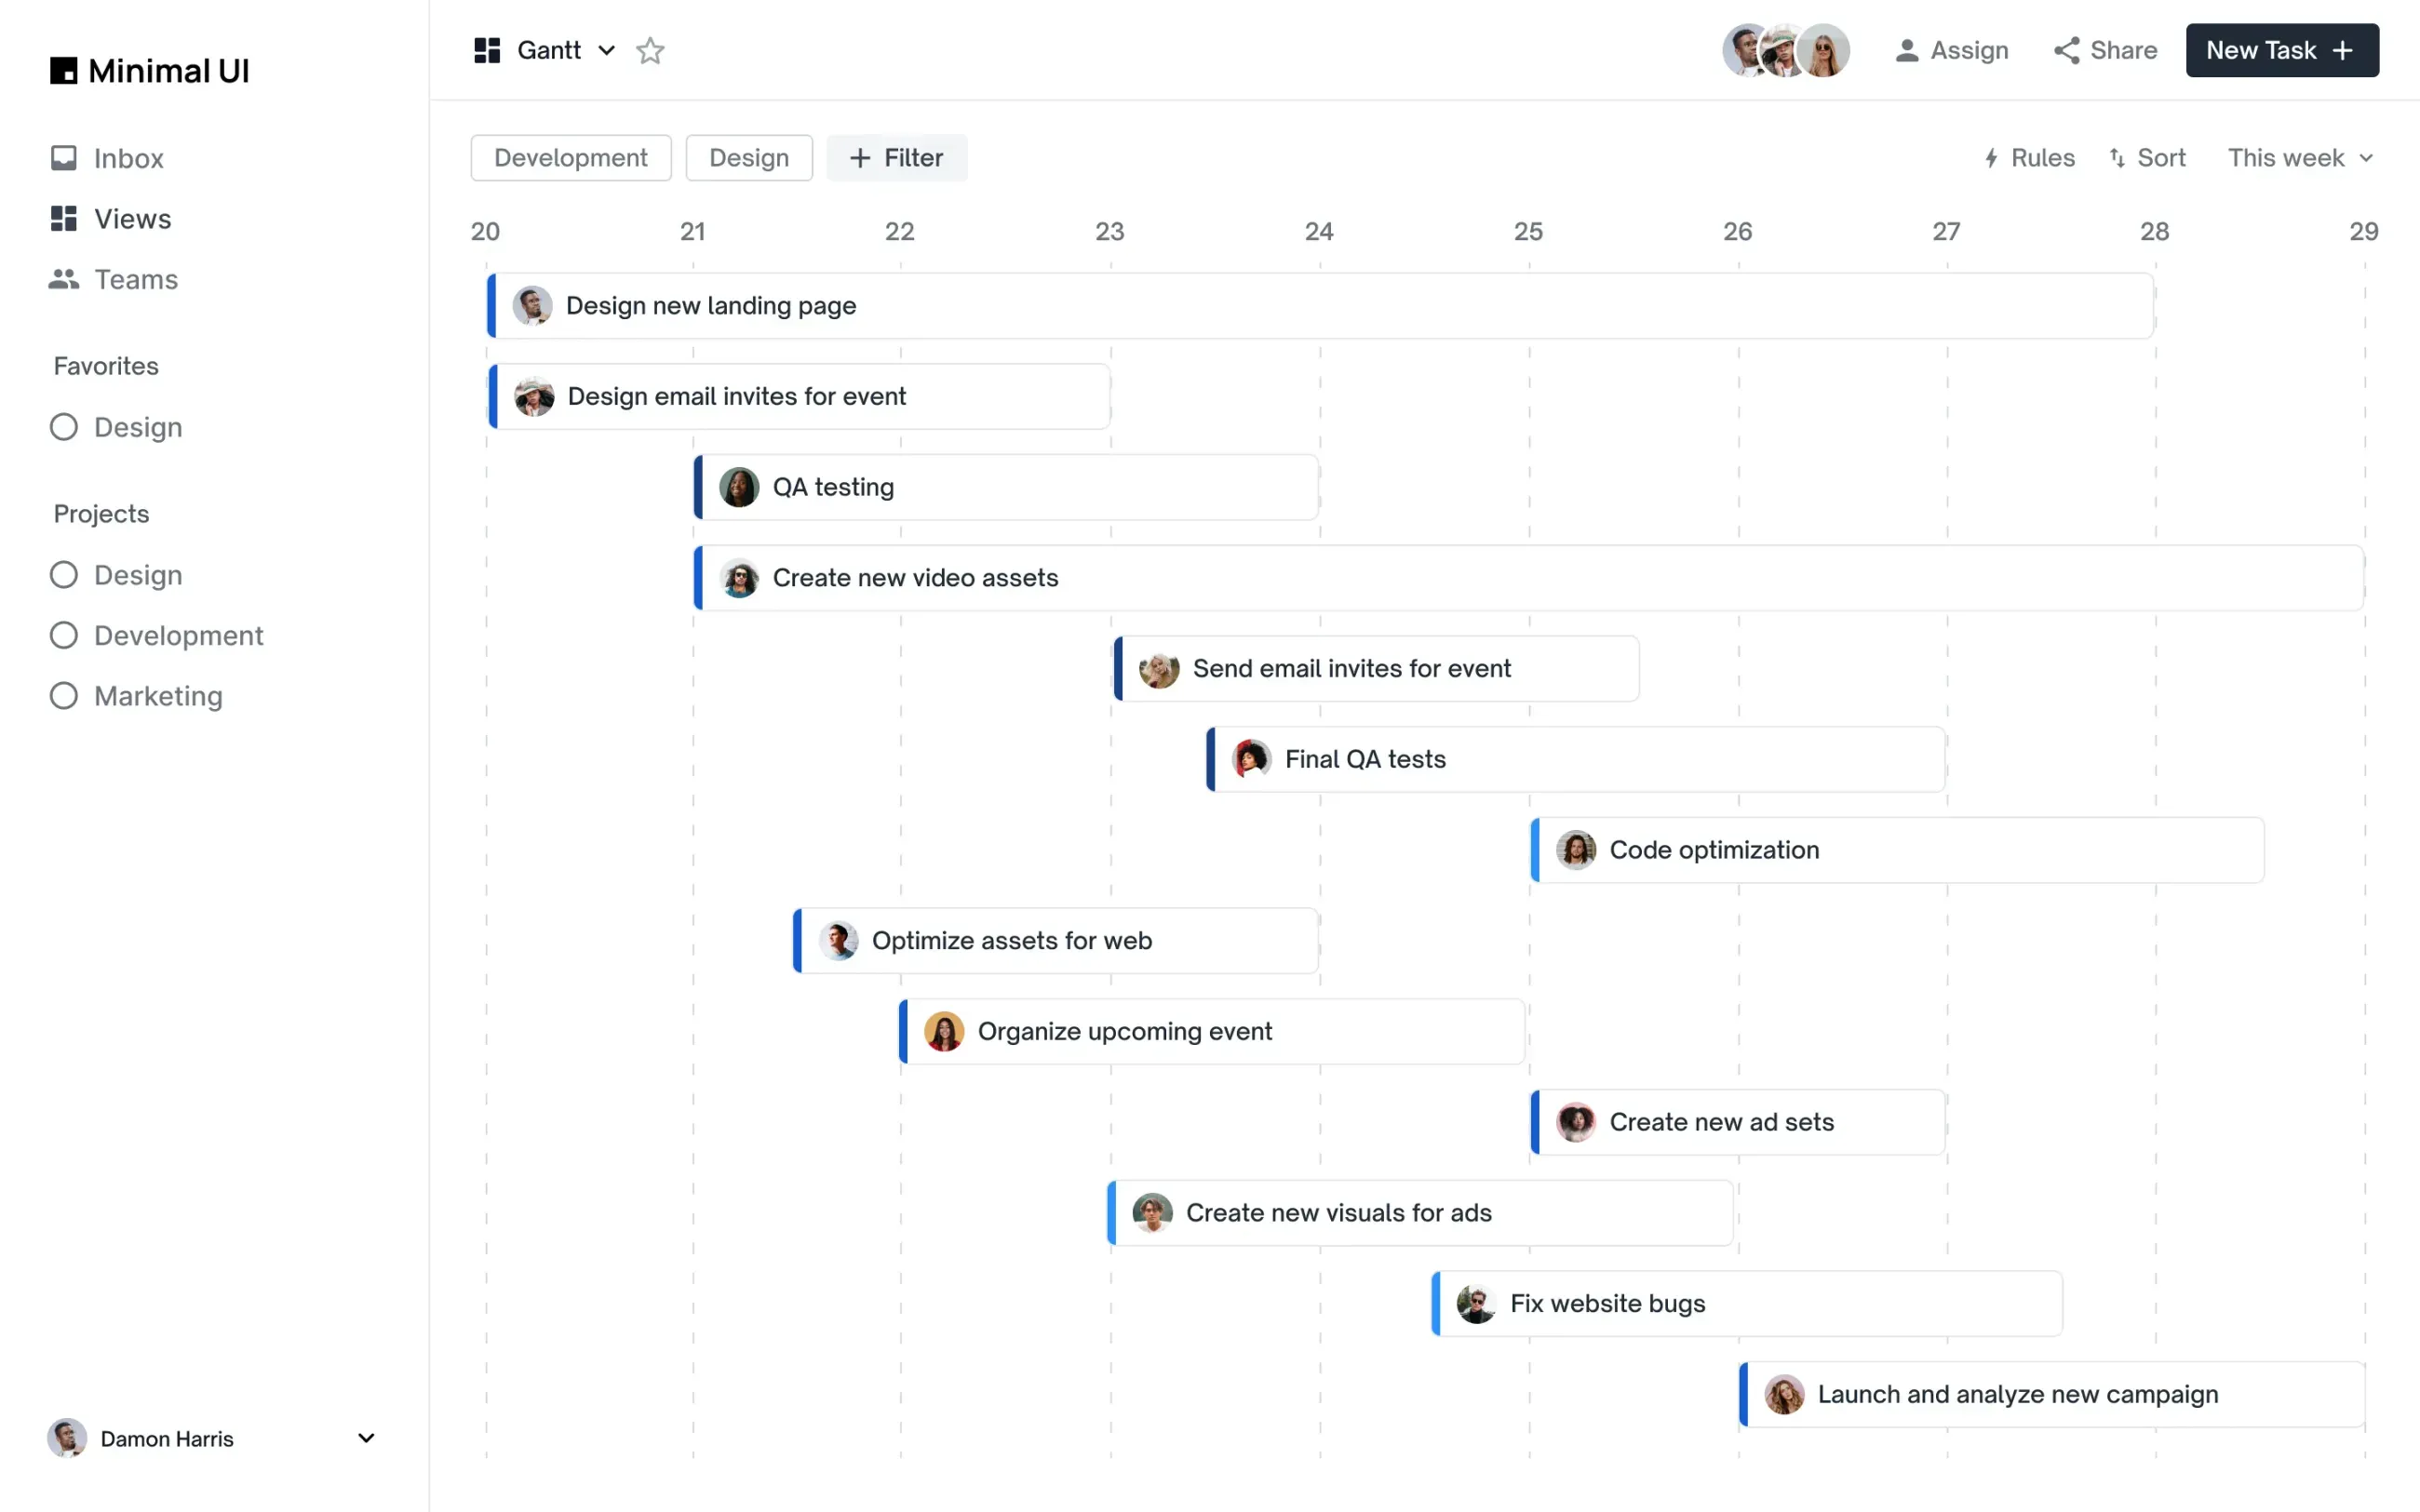 Minimal UI
Inbox
Views
Teams
Favorites
Design
Projects
Design
Development
Marketing
Damon Harris
Gantt
Assign
Share
New Task +
Development
Design
+ Filter
Rules
Sort
This week
20 21 22 23 24 25 26 27 28 29
Design new landing page
Design email invites for event
QA testing
Create new video assets
Send email invites for event
Final QA tests
Code optimization
Optimize assets for web
Organize upcoming event
Create new ad sets
Create new visuals for ads
Fix website bugs
Launch and analyze new campaign